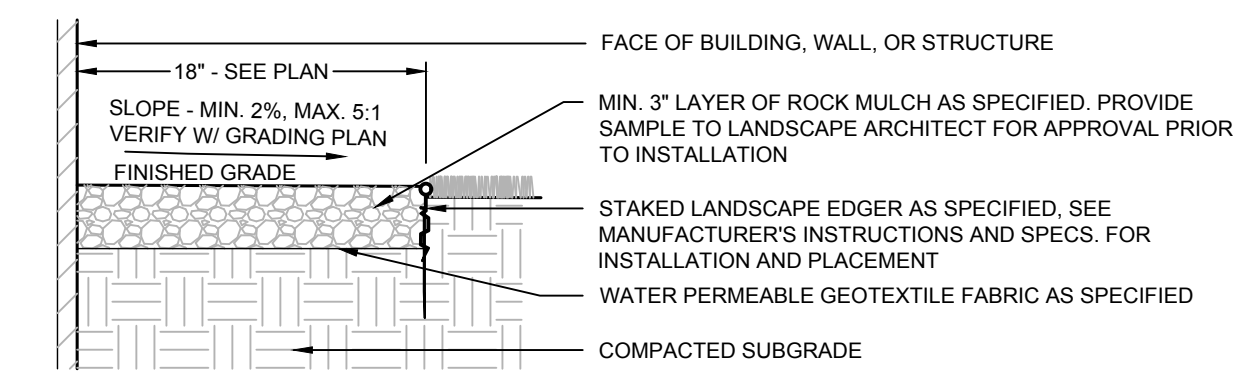 FACE OF BUILDING, WALL, OR STRUCTURE
18" - SEE PLAN
SLOPE - MIN. 2%, MAX. 5:1
VERIFY W/ GRADING PLAN
FINISHED GRADE
MIN. 3" LAYER OF ROCK MULCH AS SPECIFIED. PROVIDE
SAMPLE TO LANDSCAPE ARCHITECT FOR APPROVAL PRIOR
TO INSTALLATION
STAKED LANDSCAPE EDGER AS SPECIFIED, SEE
MANUFACTURER'S INSTRUCTIONS AND SPECS. FOR
INSTALLATION AND PLACEMENT
WATER PERMEABLE GEOTEXTILE FABRIC AS SPECIFIED
COMPACTED SUBGRADE